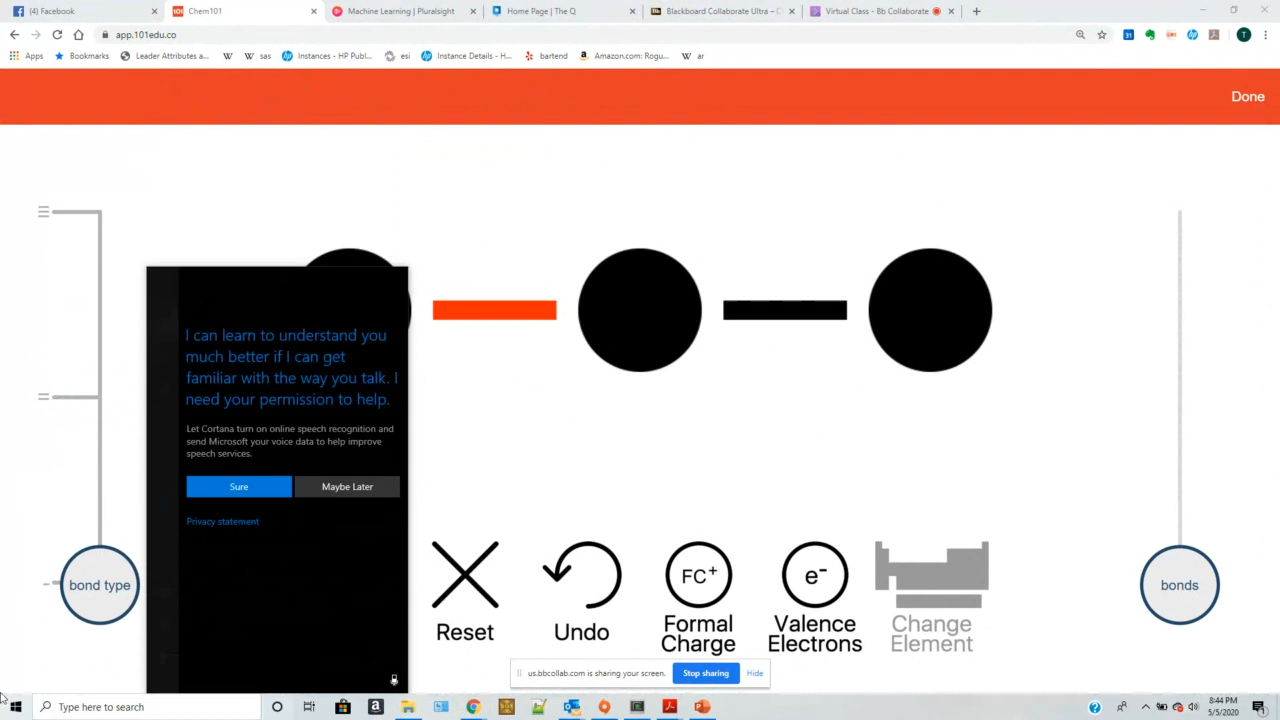 (4) Facebook
Chem101
Machine Learning | Pluralsight
Home Page | The Q
Blackboard Collaborate Ultra – C
Virtual Class - Bb Collaborate
app.101edu.co
Apps
Bookmarks
Leader Attributes a...
sas
Instances - HP Publ...
esi
Instance Details - H...
bartend
Amazon.com: Rogu...
ar
Done
I can learn to understand you
much better if I can get
familiar with the way you talk. I
need your permission to help.
Let Cortana turn on online speech recognition and
send Microsoft your voice data to help improve
speech services.
Sure
Maybe Later
Privacy statement
bond type
Reset
Undo
FC+
Formal
Charge
e-
Valence
Electrons
Change
Element
bonds
us.bbcollab.com is sharing your screen.
Stop sharing
Hide
Type here to search
8:44 PM
5/5/2020